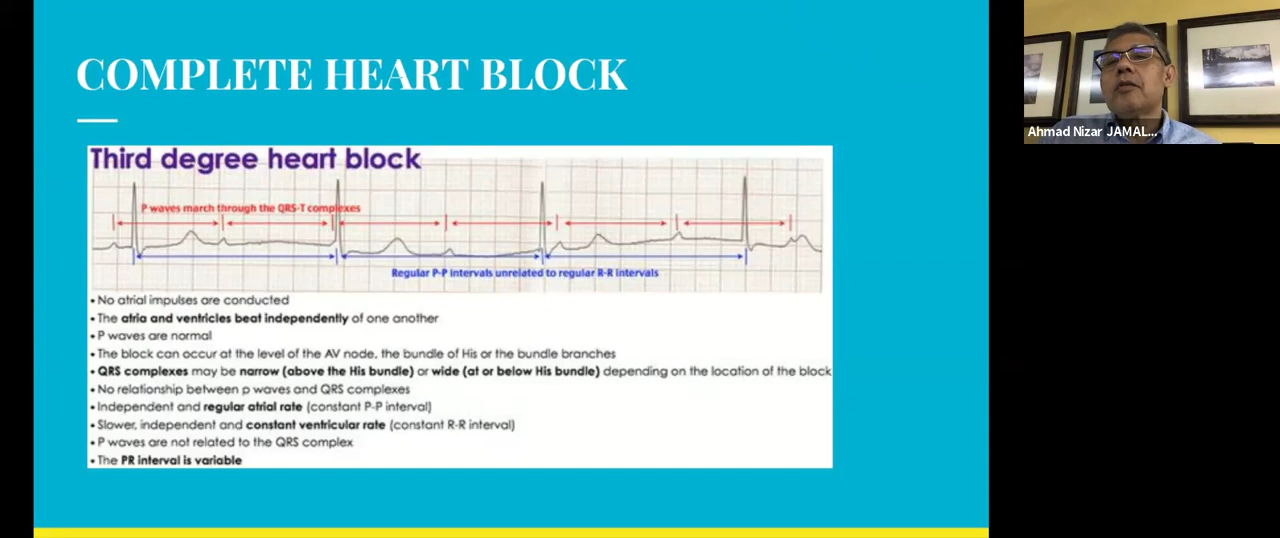 COMPLETE HEART BLOCK
Third degree heart block
P waves march through the QRS-T complexes
Regular P-P intervals unrelated to regular R-R intervals
• No atrial impulses are conducted
• The atria and ventricles beat independently of one another
• P waves are normal
• The block can occur at the level of the AV node, the bundle of His or the bundle branches
• QRS complexes may be narrow (above the His bundle) or wide (at or below His bundle) depending on the location of the block
• No relationship between p waves and QRS complexes
• Independent and regular atrial rate (constant P-P interval)
• Slower, independent and constant ventricular rate (constant R-R interval)
• P waves are not related to the QRS complex
• The PR interval is variable
Ahmad Nizar JAMAL...